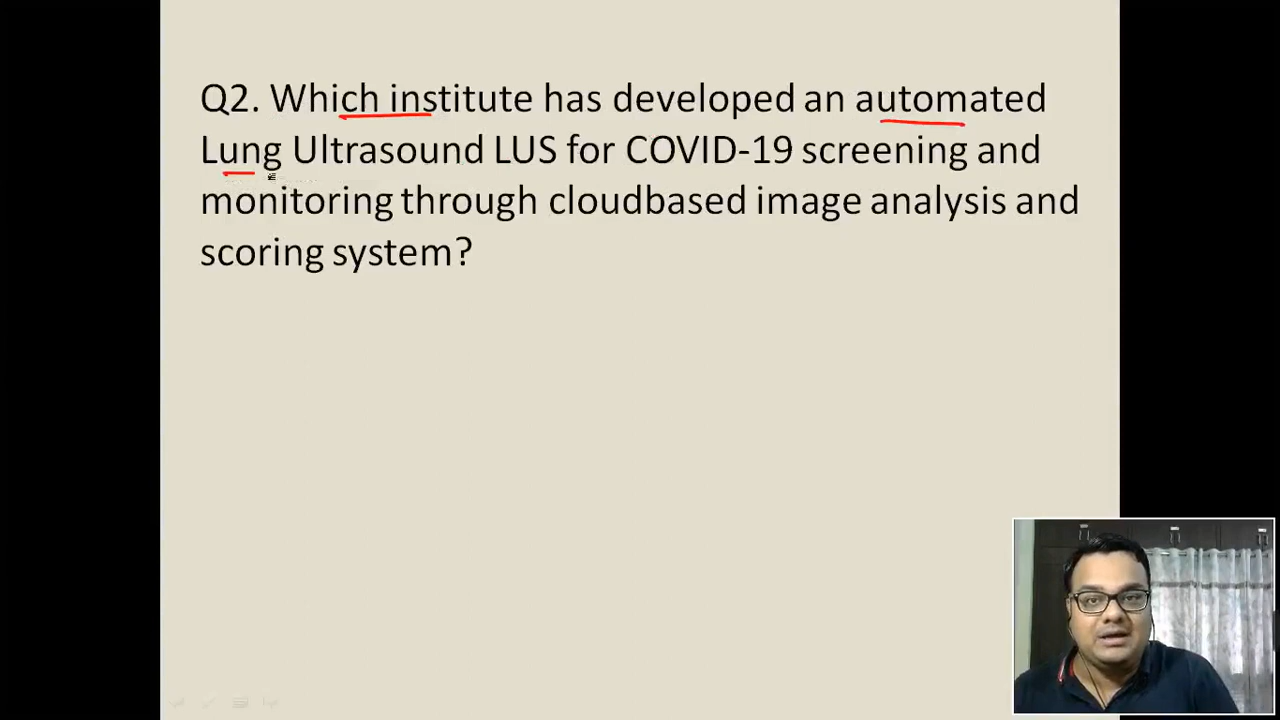 Q2. Which institute has developed an automated
Lung Ultrasound LUS for COVID-19 screening and
monitoring through cloudbased image analysis and
scoring system?